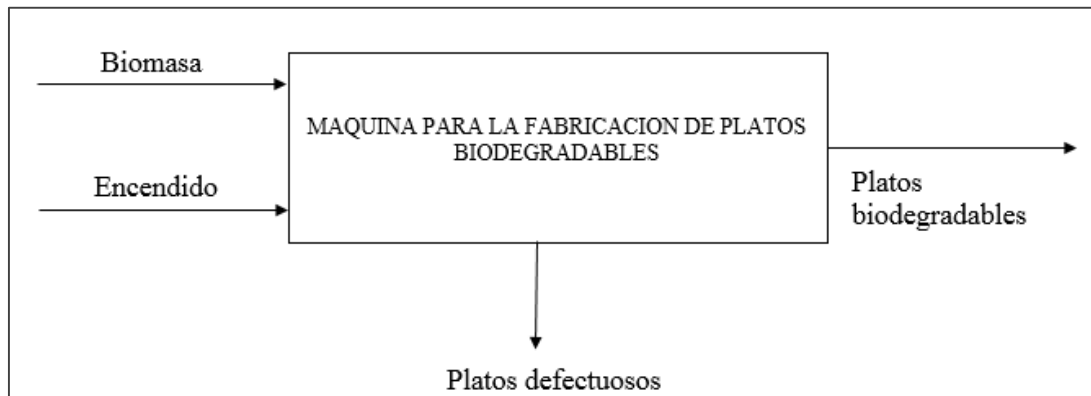 Biomasa
MAQUINA PARA LA FABRICACION DE PLATOS
BIODEGRADABLES
Encendido
Platos
biodegradables
Platos defectuosos